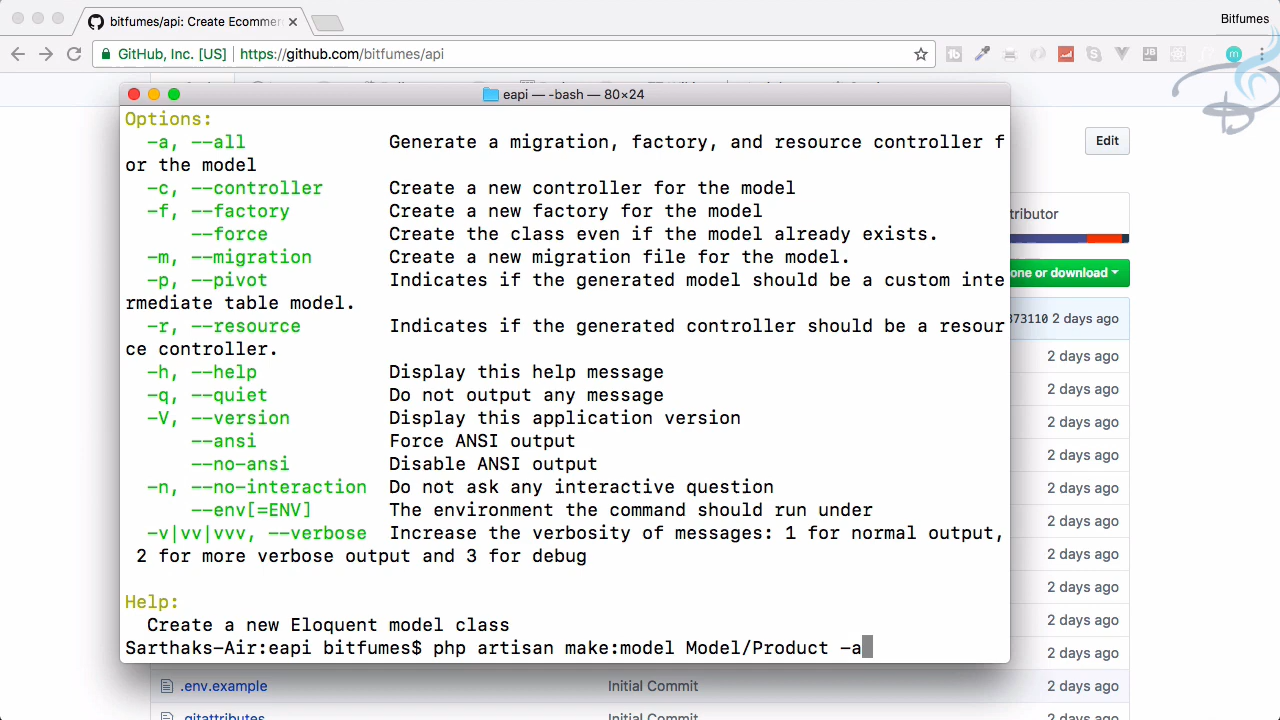 bitfumes/api: Create Ecommer
Bitfumes
GitHub, Inc. [US]
https://github.com/bitfumes/api
eapi — -bash — 80×24
Edit
Options:
-a, --all Generate a migration, factory, and resource controller f
or the model
-c, --controller Create a new controller for the model
-f, --factory Create a new factory for the model
--force Create the class even if the model already exists.
-m, --migration Create a new migration file for the model.
-p, --pivot Indicates if the generated model should be a custom inte
rmediate table model.
-r, --resource Indicates if the generated controller should be a resour
ce controller.
-h, --help Display this help message
-q, --quiet Do not output any message
-V, --version Display this application version
--ansi Force ANSI output
--no-ansi Disable ANSI output
-n, --no-interaction Do not ask any interactive question
--env[=ENV] The environment the command should run under
-v|vv|vvv, --verbose Increase the verbosity of messages: 1 for normal output,
2 for more verbose output and 3 for debug
Help:
Create a new Eloquent model class
Sarthaks-Air:eapi bitfumes$ php artisan make:model Model/Product -a
tributor
one or download
373110 2 days ago
2 days ago
2 days ago
2 days ago
2 days ago
2 days ago
2 days ago
2 days ago
2 days ago
2 days ago
2 days ago
.env.example Initial Commit 2 days ago
.gitattributes Initial Commit 2 days ago